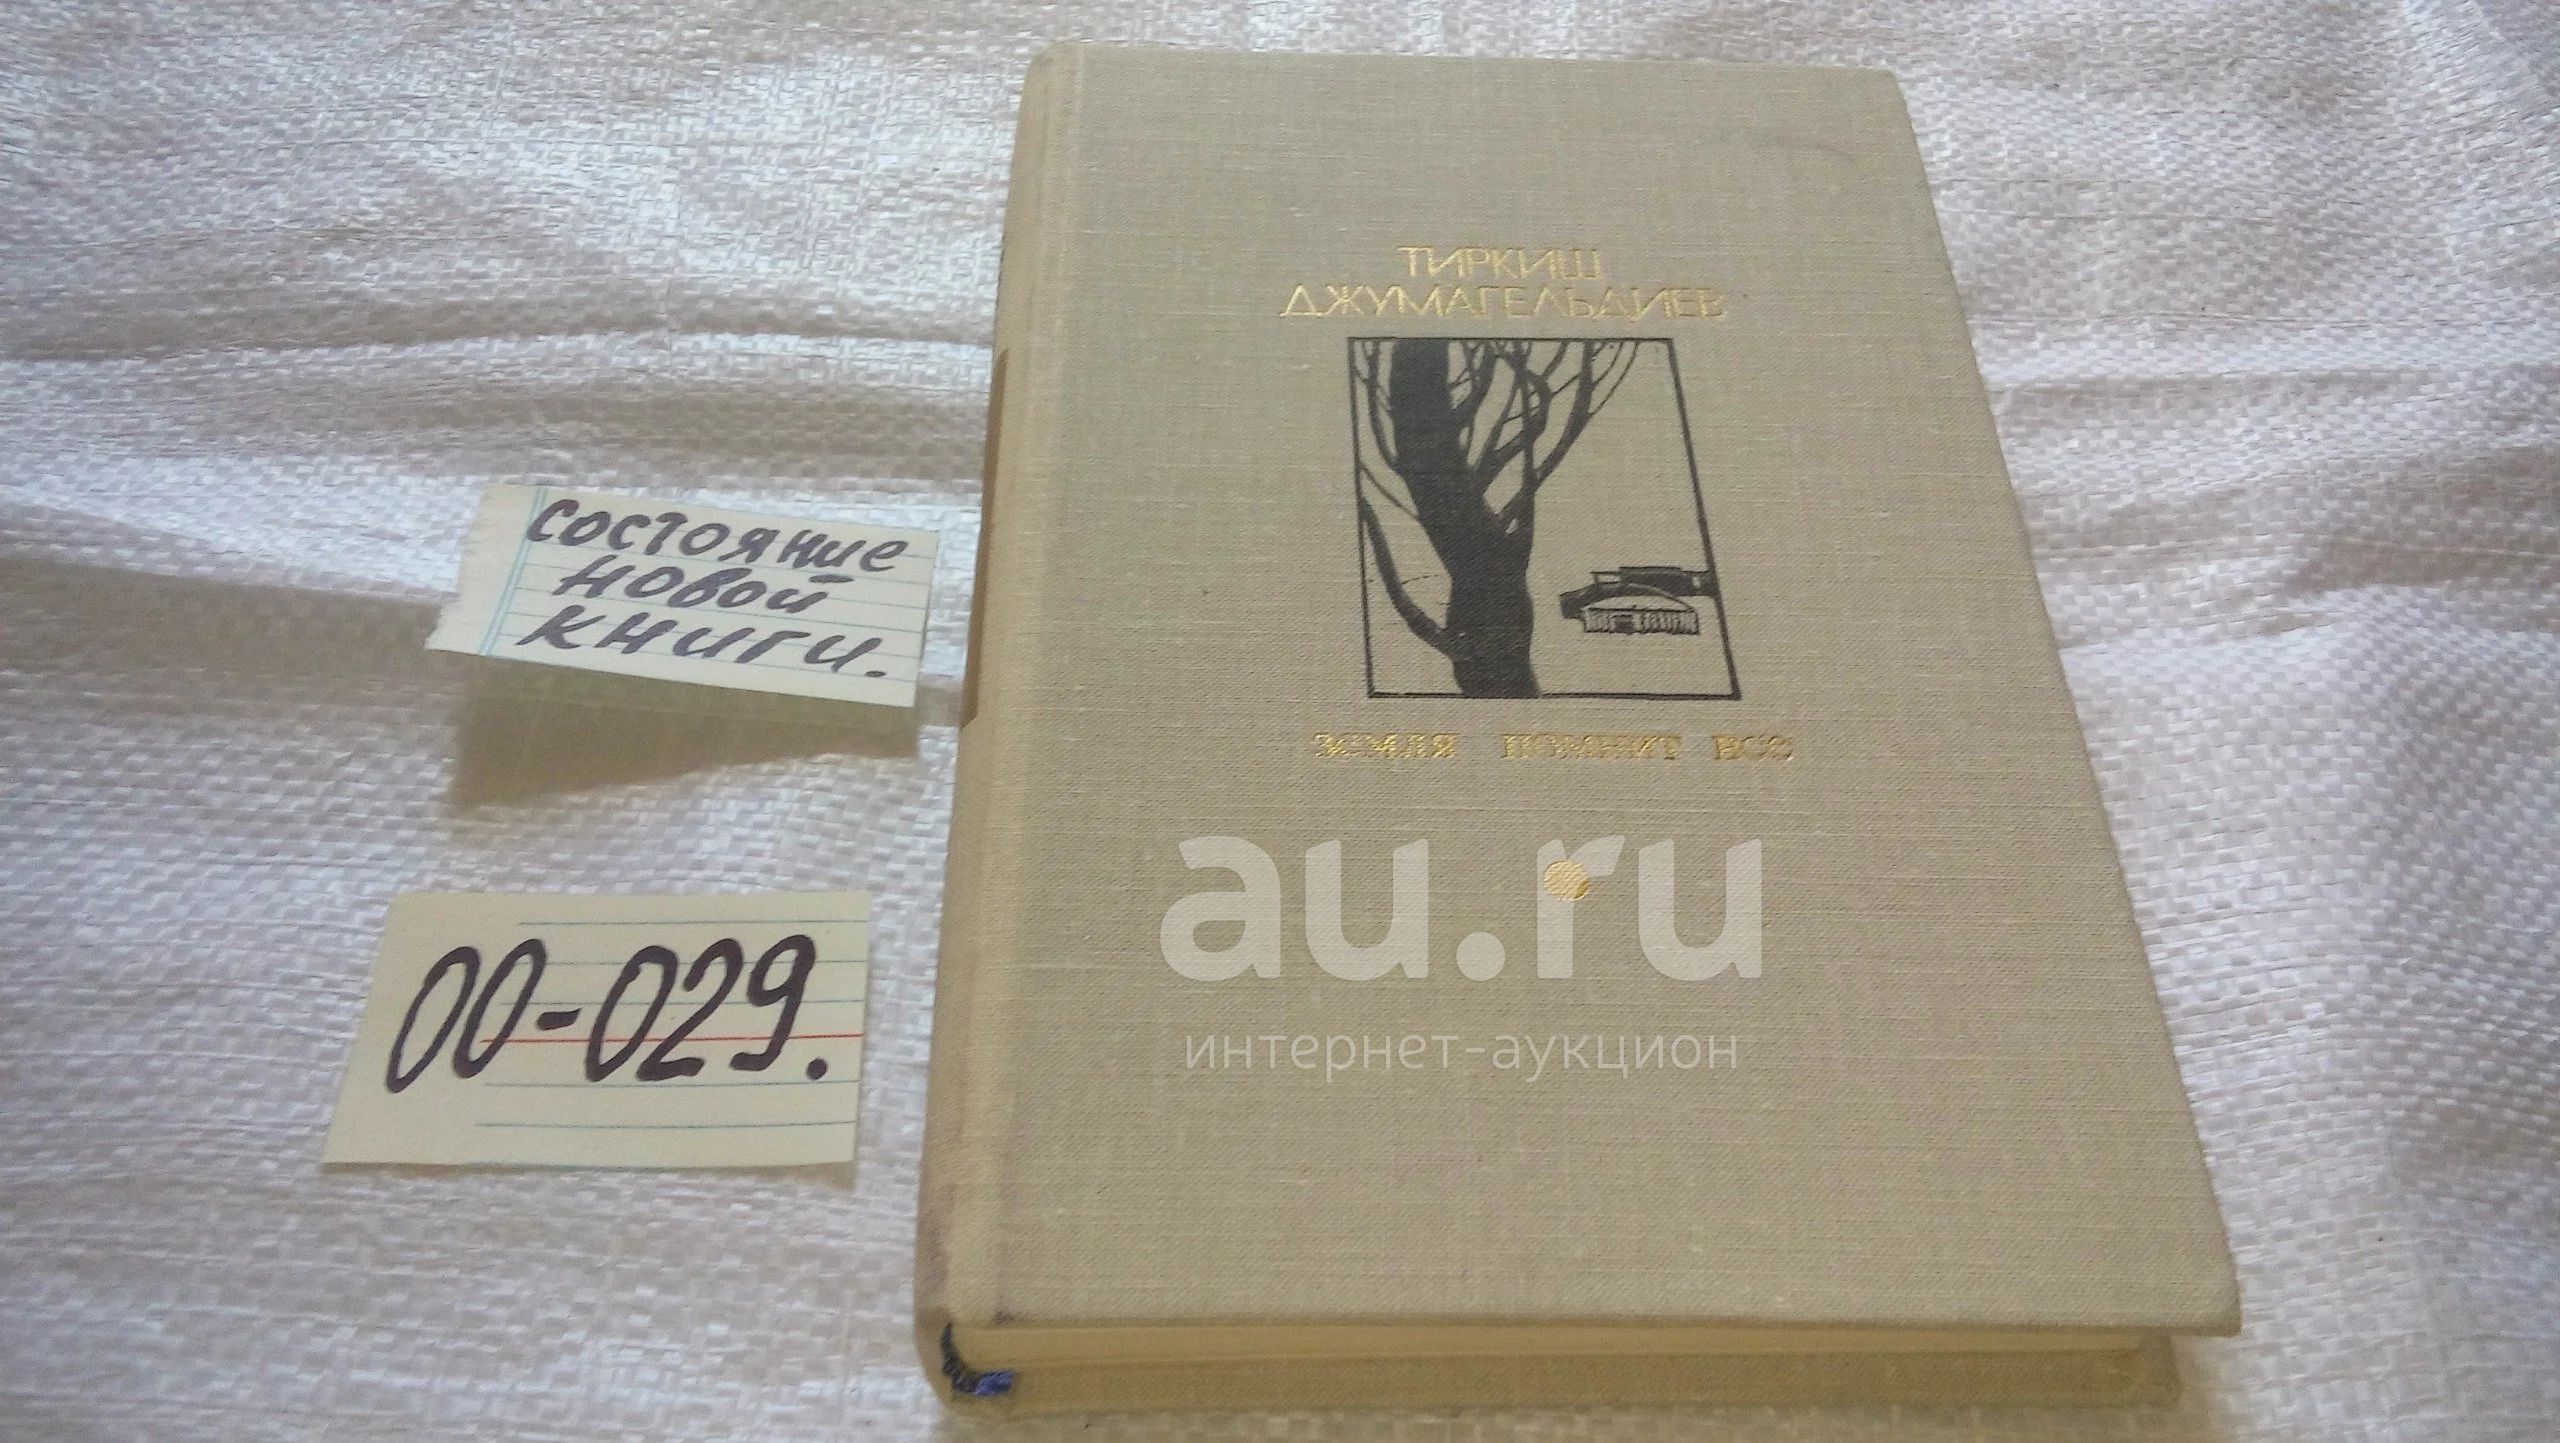 ТИРКИШ
ДЖУМАГЕЛЬДИЕВ
ЗЕМЛЯ ПОМНИТ ВСЕ
состояние
новой
книги.
00-029.
au.ru
интернет-аукцион